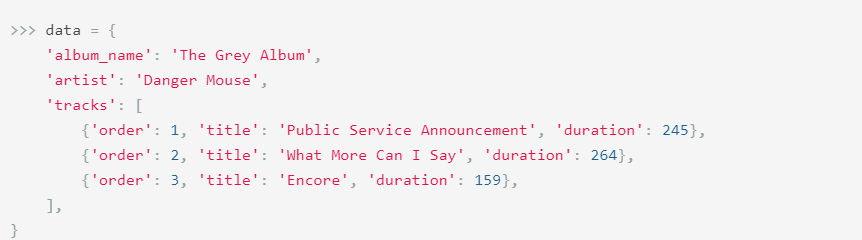 >>> data = {
    'album_name': 'The Grey Album',
    'artist': 'Danger Mouse',
    'tracks': [
        {'order': 1, 'title': 'Public Service Announcement', 'duration': 245},
        {'order': 2, 'title': 'What More Can I Say', 'duration': 264},
        {'order': 3, 'title': 'Encore', 'duration': 159},
    ],
}